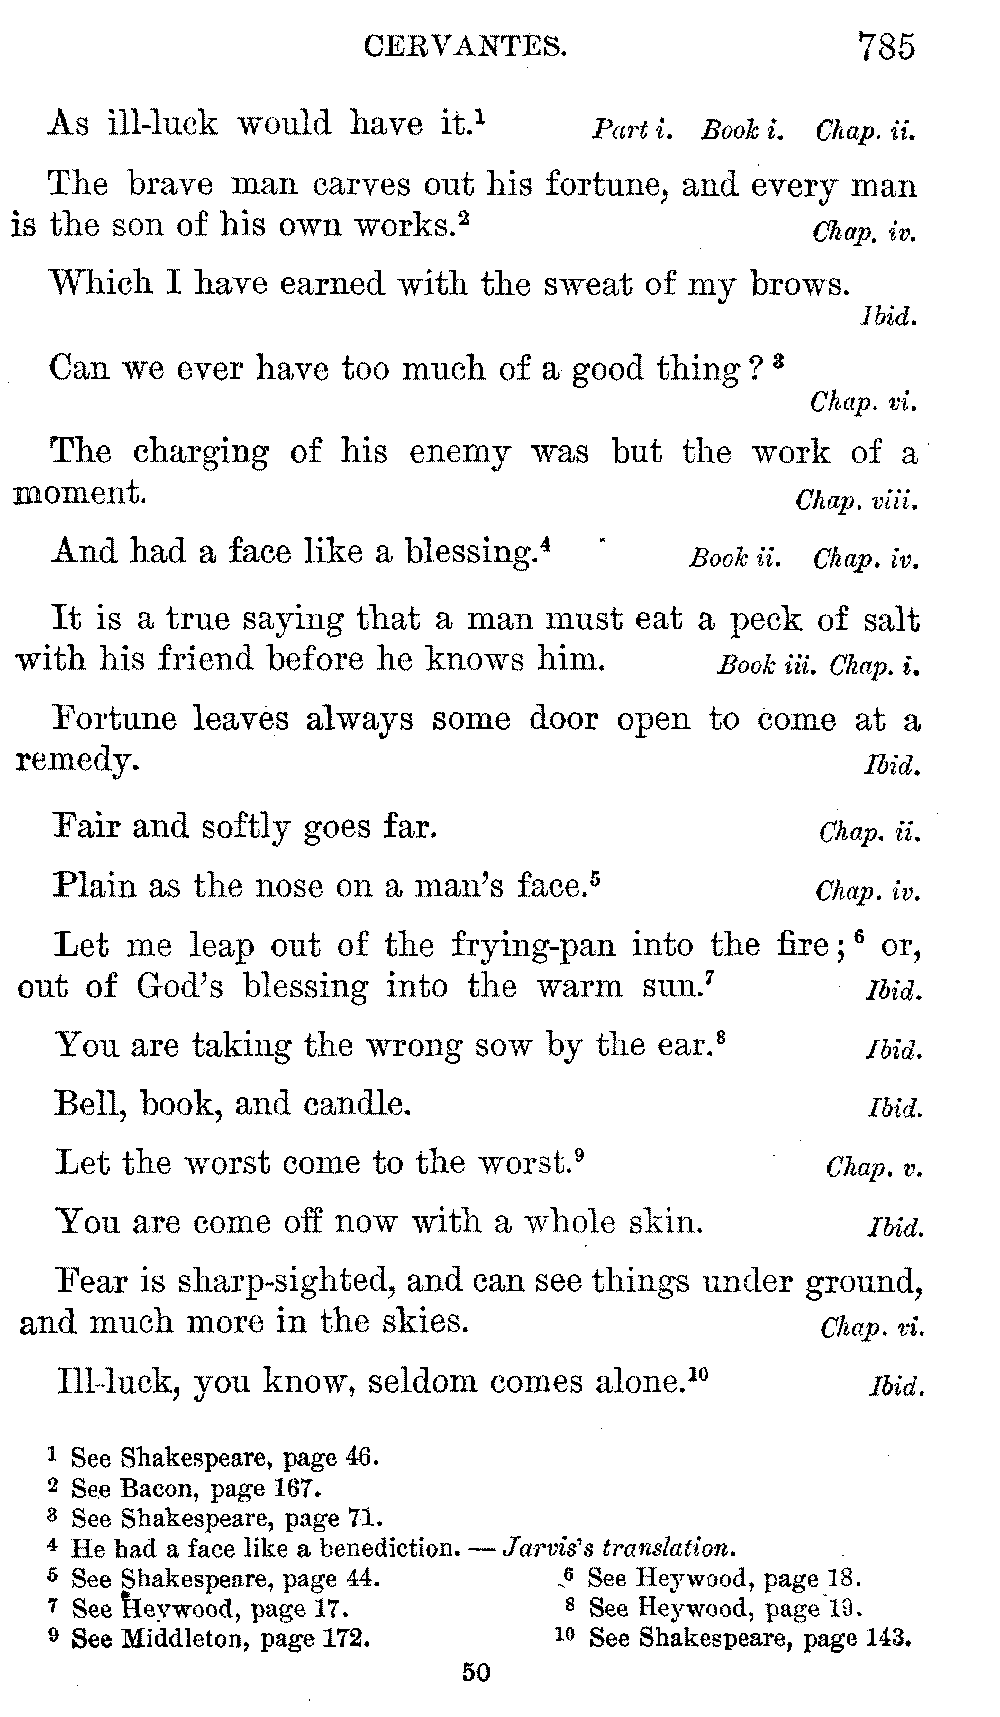 CERVANTES. 785
As ill-luck would have it.¹ Part i. Book i. Chap. ii.
The brave man carves out his fortune, and every man
is the son of his own works.² Chap. iv.
Which I have earned with the sweat of my brows.
Ibid.
Can we ever have too much of a good thing?³
Chap. vi.
The charging of his enemy was but the work of a
moment. Chap. viii.
And had a face like a blessing.⁴ Book ii. Chap. iv.
It is a true saying that a man must eat a peck of salt
with his friend before he knows him. Book iii. Chap. i.
Fortune leaves always some door open to come at a
remedy. Ibid.
Fair and softly goes far. Chap. ii.
Plain as the nose on a man's face.⁵ Chap. iv.
Let me leap out of the frying-pan into the fire;⁶ or,
out of God's blessing into the warm sun.⁷ Ibid.
You are taking the wrong sow by the ear.⁸ Ibid.
Bell, book, and candle. Ibid.
Let the worst come to the worst.⁹ Chap. v.
You are come off now with a whole skin. Ibid.
Fear is sharp-sighted, and can see things under ground,
and much more in the skies. Chap. vi.
Ill-luck, you know, seldom comes alone.¹⁰ Ibid.
¹ See Shakespeare, page 46.
² See Bacon, page 167.
³ See Shakespeare, page 71.
⁴ He had a face like a benediction. — Jarvis's translation.
⁵ See Shakespeare, page 44. ⁶ See Heywood, page 18.
⁷ See Heywood, page 17. ⁸ See Heywood, page 19.
⁹ See Middleton, page 172. ¹⁰ See Shakespeare, page 143.
50